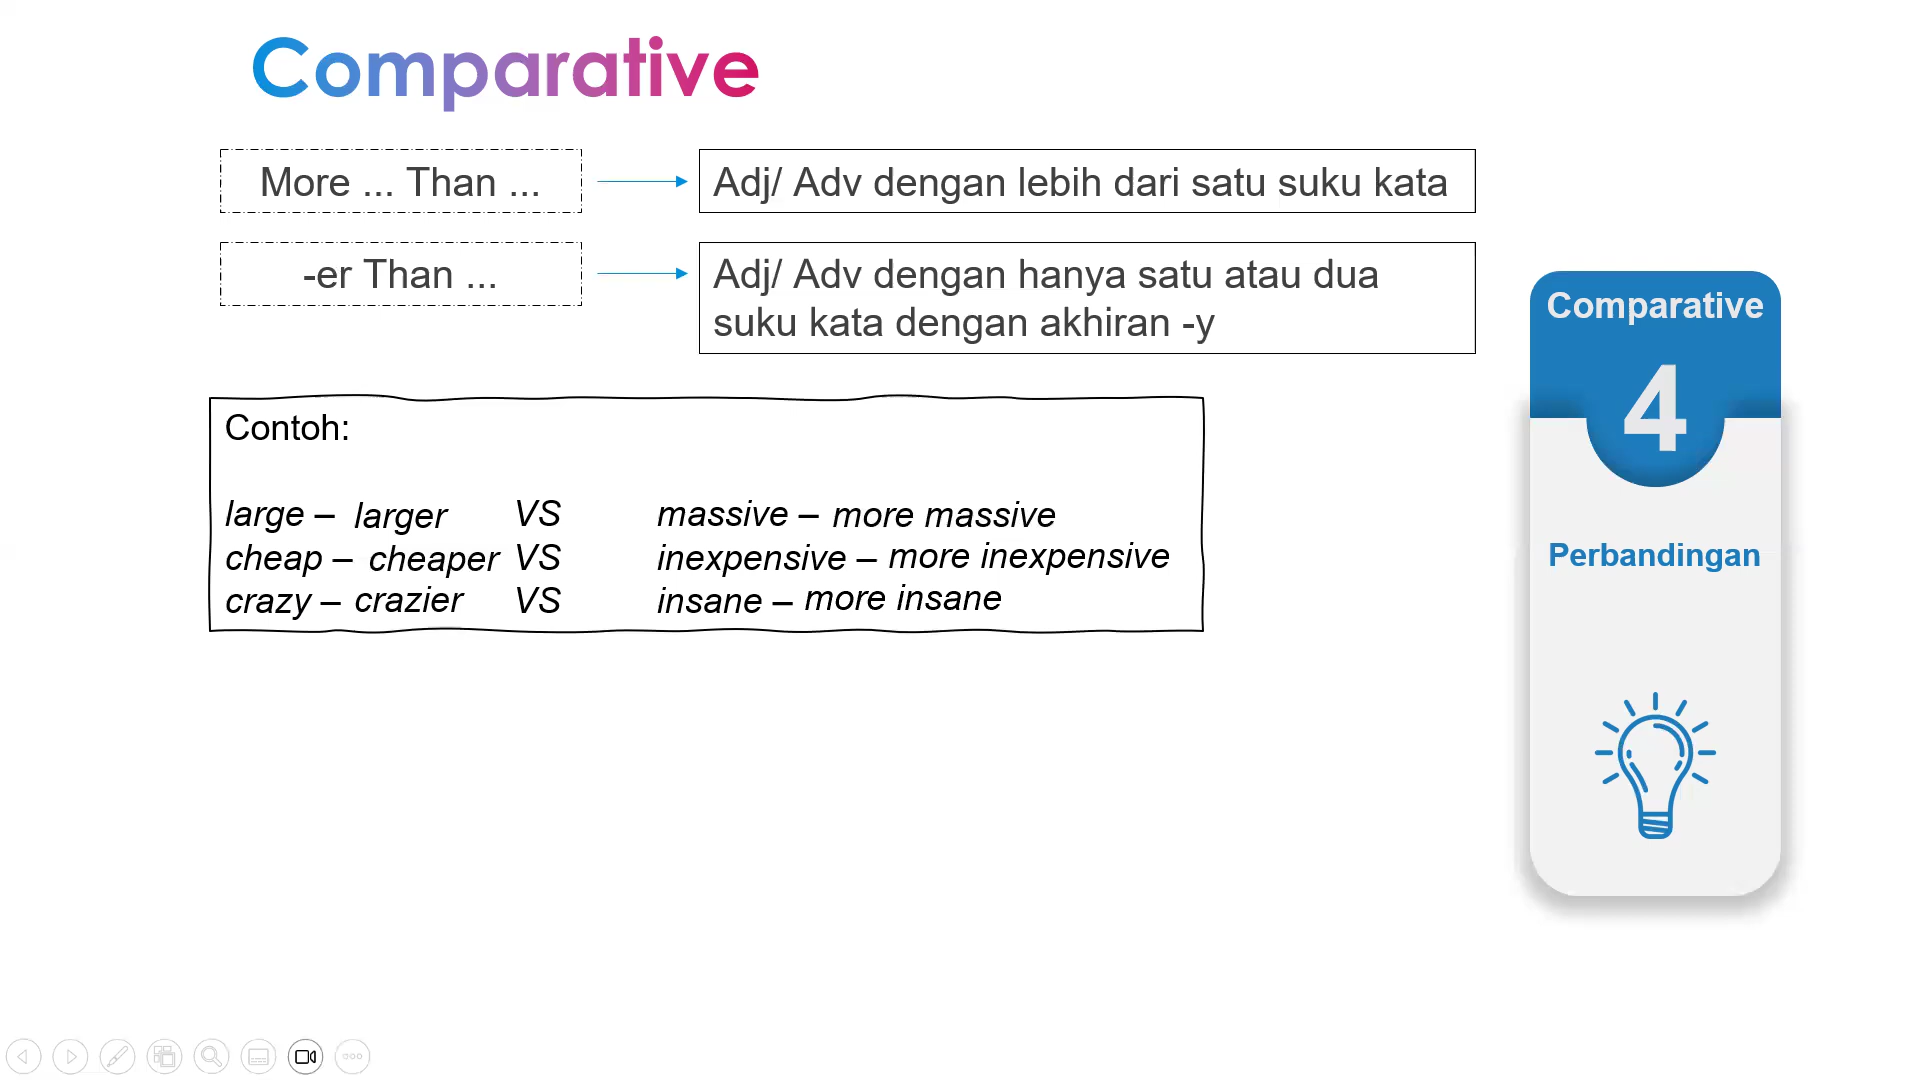 Comparative
More ... Than ...
Adj/ Adv dengan lebih dari satu suku kata
-er Than ...
Adj/ Adv dengan hanya satu atau dua
suku kata dengan akhiran -y
Contoh:
large – larger VS massive – more massive
cheap – cheaper VS inexpensive – more inexpensive
crazy – crazier VS insane – more insane
Comparative
4
Perbandingan